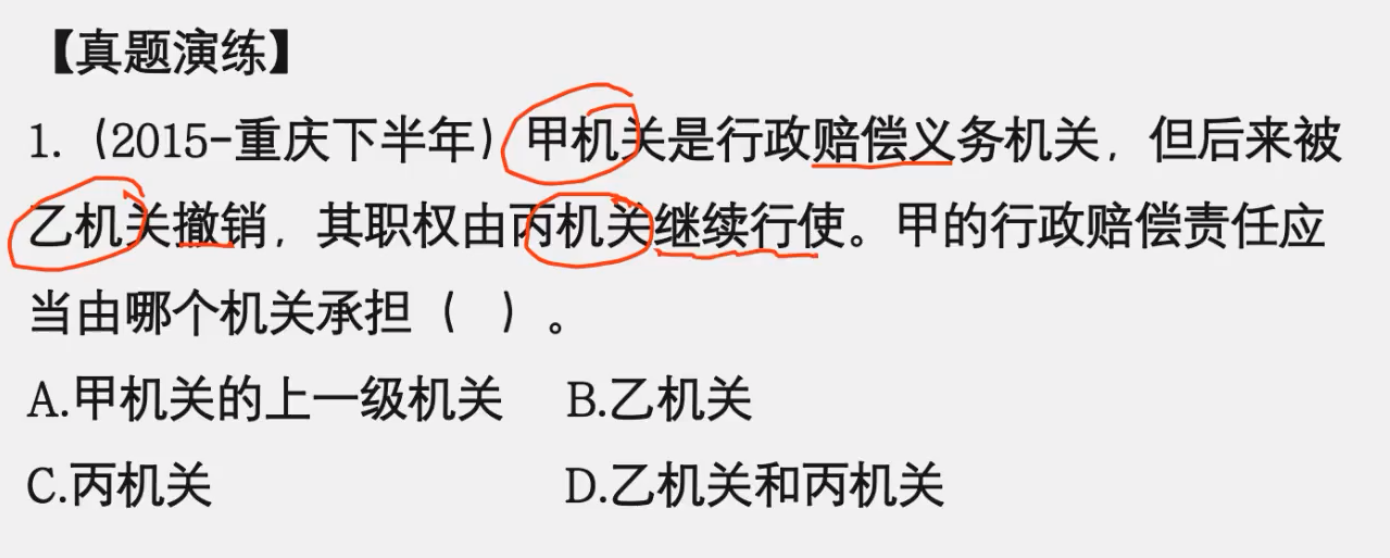 【真题演练】
1.（2015-重庆下半年）甲机关是行政赔偿义务机关，但后来被
乙机关撤销，其职权由丙机关继续行使。甲的行政赔偿责任应
当由哪个机关承担（ ）。
A.甲机关的上一级机关 B.乙机关
C.丙机关 D.乙机关和丙机关